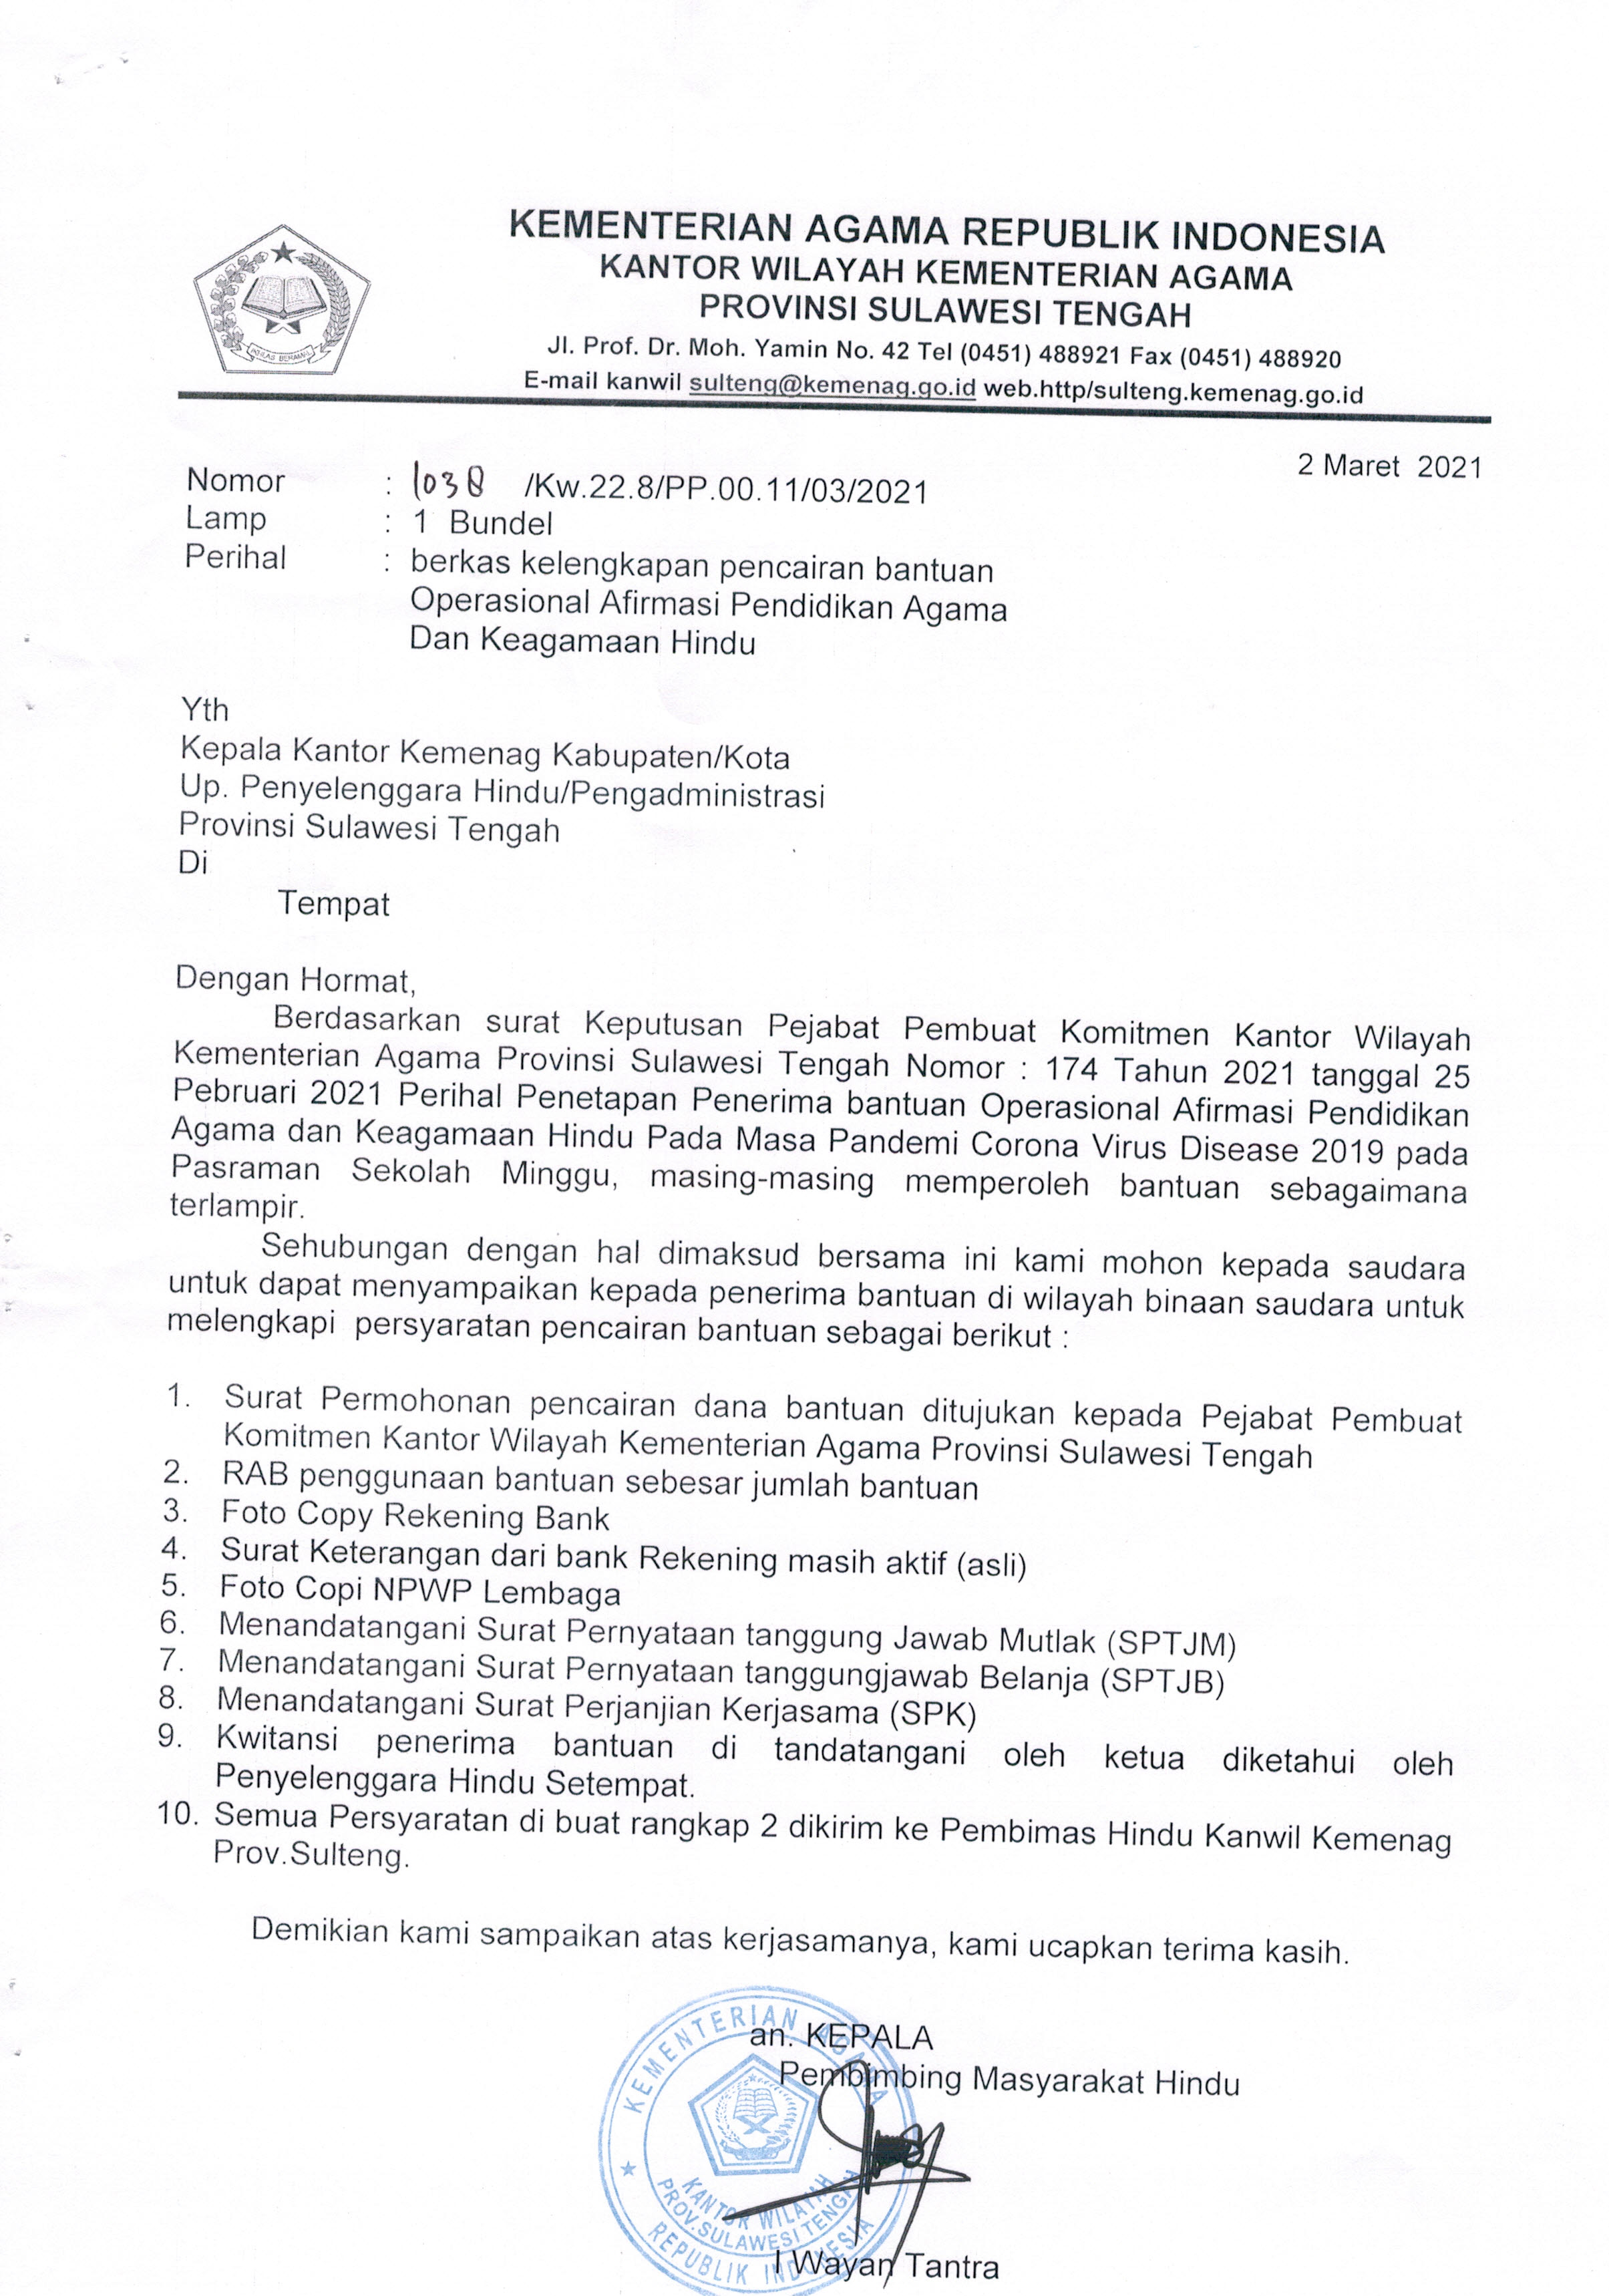 KEMENTERIAN AGAMA REPUBLIK INDONESIA
KANTOR WILAYAH KEMENTERIAN AGAMA
PROVINSI SULAWESI TENGAH
Jl. Prof. Dr. Moh. Yamin No. 42 Tel (0451) 488921 Fax (0451) 488920
E-mail kanwil sulteng@kemenag.go.id web.http/sulteng.kemenag.go.id
IKHLAS BERAMAL
2 Maret 2021
Nomor : 1038 /Kw.22.8/PP.00.11/03/2021
Lamp : 1 Bundel
Perihal : berkas kelengkapan pencairan bantuan
Operasional Afirmasi Pendidikan Agama
Dan Keagamaan Hindu
Yth
Kepala Kantor Kemenag Kabupaten/Kota
Up. Penyelenggara Hindu/Pengadministrasi
Provinsi Sulawesi Tengah
Di
Tempat
Dengan Hormat,
Berdasarkan surat Keputusan Pejabat Pembuat Komitmen Kantor Wilayah
Kementerian Agama Provinsi Sulawesi Tengah Nomor : 174 Tahun 2021 tanggal 25
Pebruari 2021 Perihal Penetapan Penerima bantuan Operasional Afirmasi Pendidikan
Agama dan Keagamaan Hindu Pada Masa Pandemi Corona Virus Disease 2019 pada
Pasraman Sekolah Minggu, masing-masing memperoleh bantuan sebagaimana
terlampir.
Sehubungan dengan hal dimaksud bersama ini kami mohon kepada saudara
untuk dapat menyampaikan kepada penerima bantuan di wilayah binaan saudara untuk
melengkapi persyaratan pencairan bantuan sebagai berikut :
1. Surat Permohonan pencairan dana bantuan ditujukan kepada Pejabat Pembuat
Komitmen Kantor Wilayah Kementerian Agama Provinsi Sulawesi Tengah
2. RAB penggunaan bantuan sebesar jumlah bantuan
3. Foto Copy Rekening Bank
4. Surat Keterangan dari bank Rekening masih aktif (asli)
5. Foto Copi NPWP Lembaga
6. Menandatangani Surat Pernyataan tanggung Jawab Mutlak (SPTJM)
7. Menandatangani Surat Pernyataan tanggungjawab Belanja (SPTJB)
8. Menandatangani Surat Perjanjian Kerjasama (SPK)
9. Kwitansi penerima bantuan di tandatangani oleh ketua diketahui oleh
Penyelenggara Hindu Setempat.
10. Semua Persyaratan di buat rangkap 2 dikirim ke Pembimas Hindu Kanwil Kemenag
Prov.Sulteng.
Demikian kami sampaikan atas kerjasamanya, kami ucapkan terima kasih.
an. KEPALA
Pembimbing Masyarakat Hindu
KEMENTERIAN AGAMA
KANTOR WILAYAH
PROV.SULAWESI TENGAH
REPUBLIK INDONESIA
I Wayan Tantra